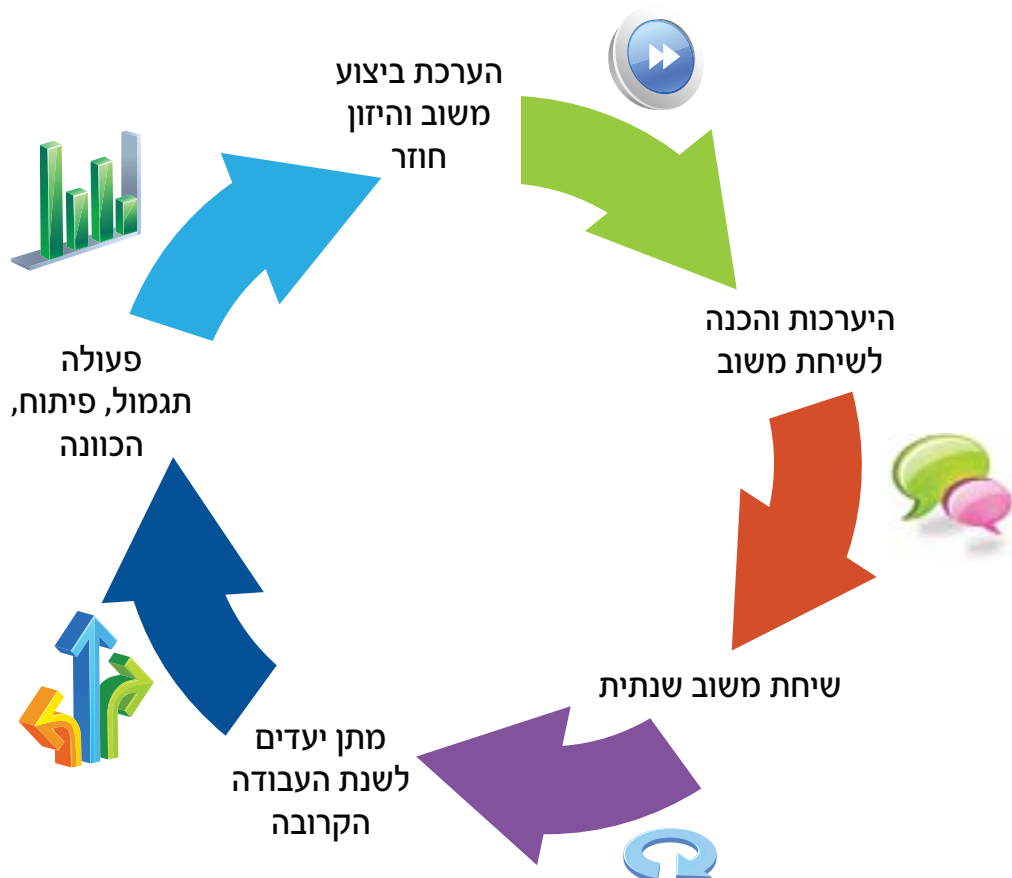 הערכת ביצוע
משוב והיזון
חוזר
היערכות והכנה
לשיחת משוב
שיחת משוב שנתית
מתן יעדים
לשנת העבודה
הקרובה
פעולה
תגמול, פיתוח,
הכוונה